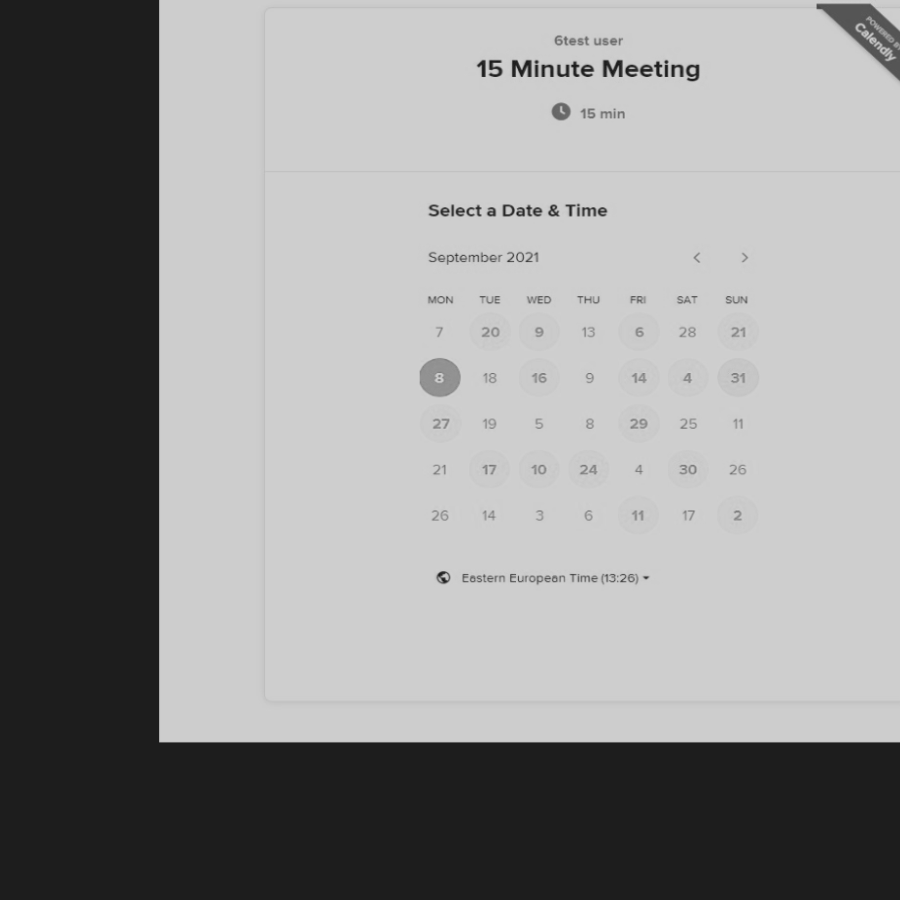 6test user
15 Minute Meeting
15 min
POWERED BY
Calendly
Select a Date & Time
September 2021
MON TUE WED THU FRI SAT SUN
7 20 9 13 6 28 21
8 18 16 9 14 4 31
27 19 5 8 29 25 11
21 17 10 24 4 30 26
26 14 3 6 11 17 2
Eastern European Time (13:26)